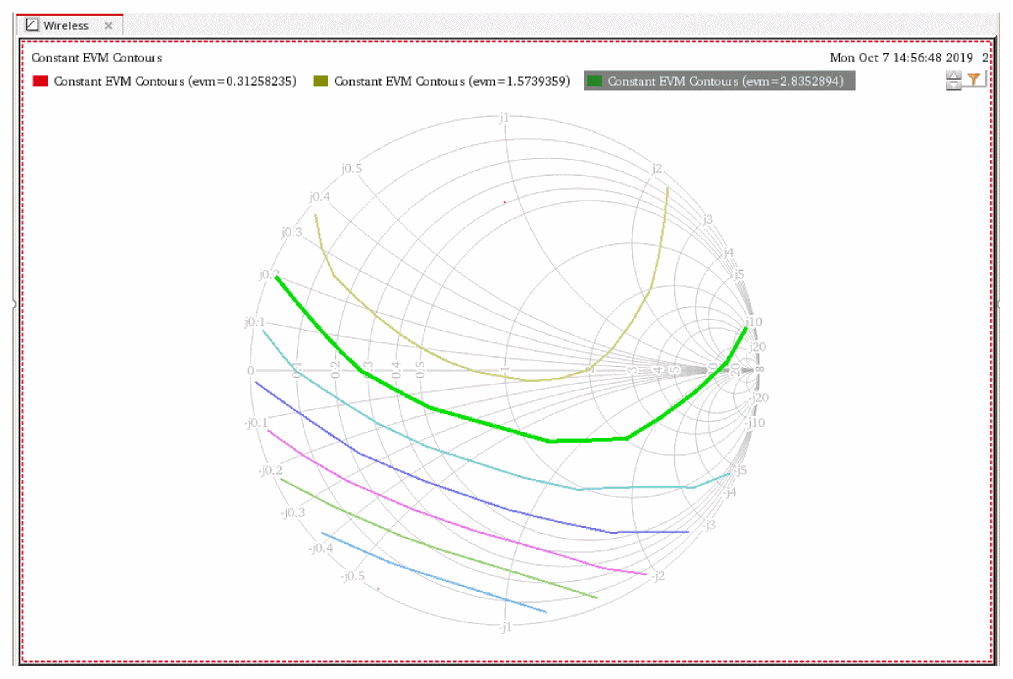 Wireless
Constant EVM Contours
Mon Oct 7 14:56:48 2019 2
Constant EVM Contours (evm=0.31258235)
Constant EVM Contours (evm=1.5739359)
Constant EVM Contours (evm=2.8352894)
j1
j0.5
j2
j0.4
j3
j0.3
j4
j0.2
j5
j0.1
j10
j20
0
0.1
0.2
0.3
0.4
0.5
1
2
3
4
5
10
20
-j20
-j0.1
-j10
-j0.2
-j5
-j4
-j0.3
-j3
-j0.4
-j0.5
-j2
-j1